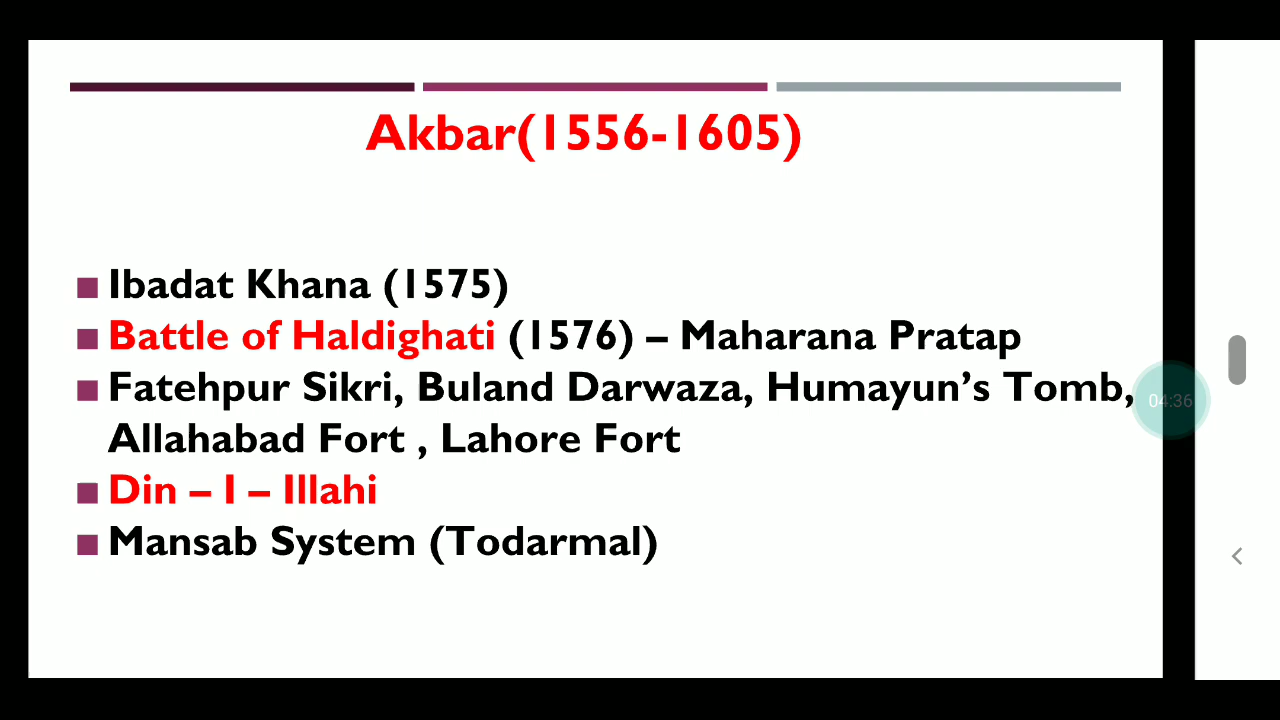 Akbar(1556-1605)
Ibadat Khana (1575)
Battle of Haldighati (1576) – Maharana Pratap
Fatehpur Sikri, Buland Darwaza, Humayun’s Tomb,
04:36
Allahabad Fort , Lahore Fort
Din – I – Illahi
Mansab System (Todarmal)